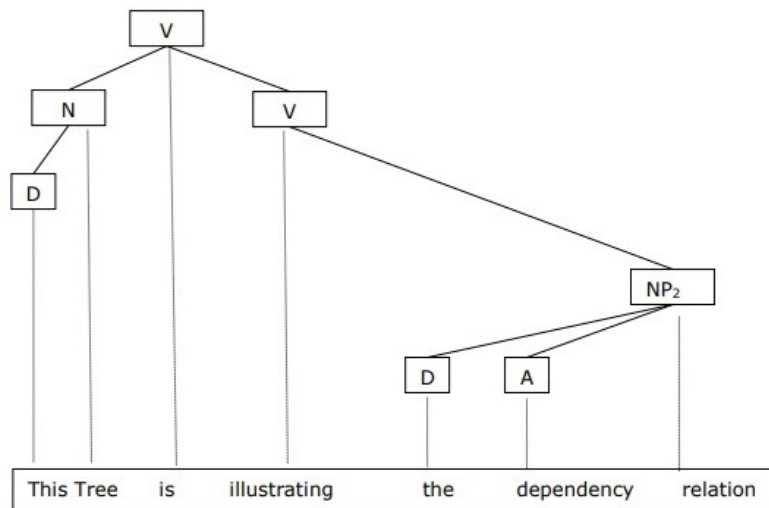 V
N V
D
NP₂
D A
This Tree is illustrating the dependency relation